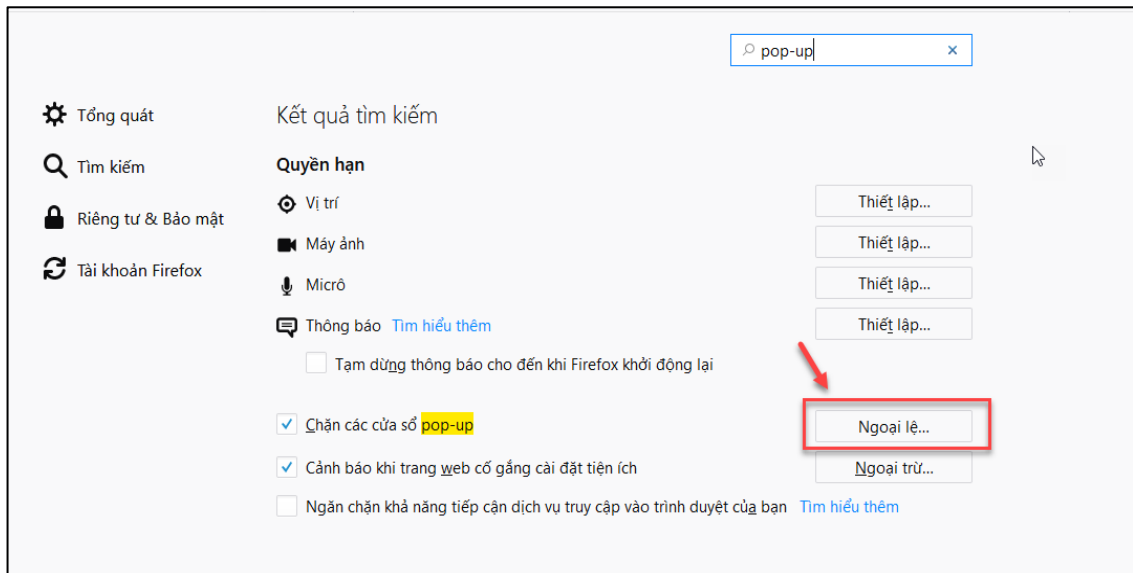 pop-up
Tổng quát
Tìm kiếm
Riêng tư & Bảo mật
Tài khoản Firefox
Kết quả tìm kiếm
Quyền hạn
Vị trí
Thiết lập...
Máy ảnh
Thiết lập...
Micrô
Thiết lập...
Thông báo Tìm hiểu thêm
Thiết lập...
Tạm dừng thông báo cho đến khi Firefox khởi động lại
Chặn các cửa sổ pop-up
Ngoại lệ...
Cảnh báo khi trang web cố gắng cài đặt tiện ích
Ngoại trừ...
Ngăn chặn khả năng tiếp cận dịch vụ truy cập vào trình duyệt của bạn Tìm hiểu thêm